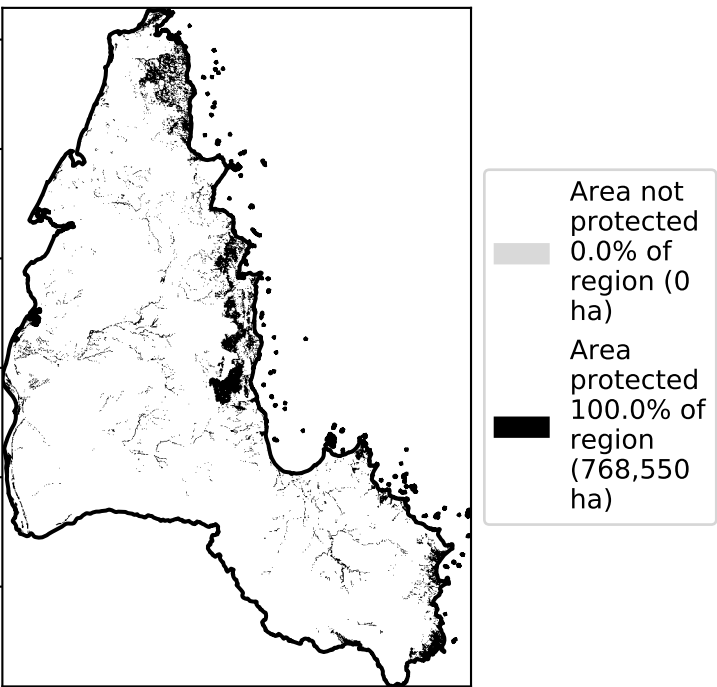 Area not
protected
0.0% of
region (0
ha)
Area
protected
100.0% of
region
(768,550
ha)